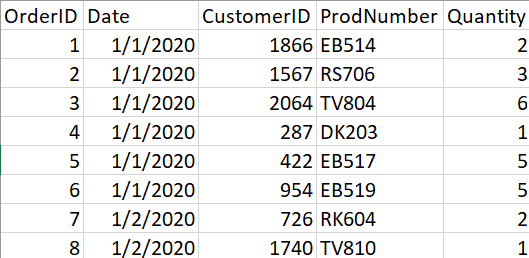 OrderID Date CustomerID ProdNumber Quantity
1 1/1/2020 1866 EB514 2
2 1/1/2020 1567 RS706 3
3 1/1/2020 2064 TV804 6
4 1/1/2020 287 DK203 1
5 1/1/2020 422 EB517 5
6 1/1/2020 954 EB519 5
7 1/2/2020 726 RK604 2
8 1/2/2020 1740 TV810 1